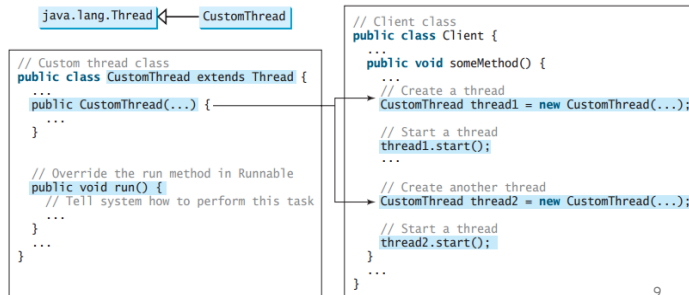 java.lang.Thread CustomThread
// Custom thread class
public class CustomThread extends Thread {
...
public CustomThread(...) {
...
}
// Override the run method in Runnable
public void run() {
// Tell system how to perform this task
...
}
...
}
// Client class
public class Client {
...
public void someMethod() {
...
// Create a thread
CustomThread thread1 = new CustomThread(...);
// Start a thread
thread1.start();
...
// Create another thread
CustomThread thread2 = new CustomThread(...);
// Start a thread
thread2.start();
}
...
}
9